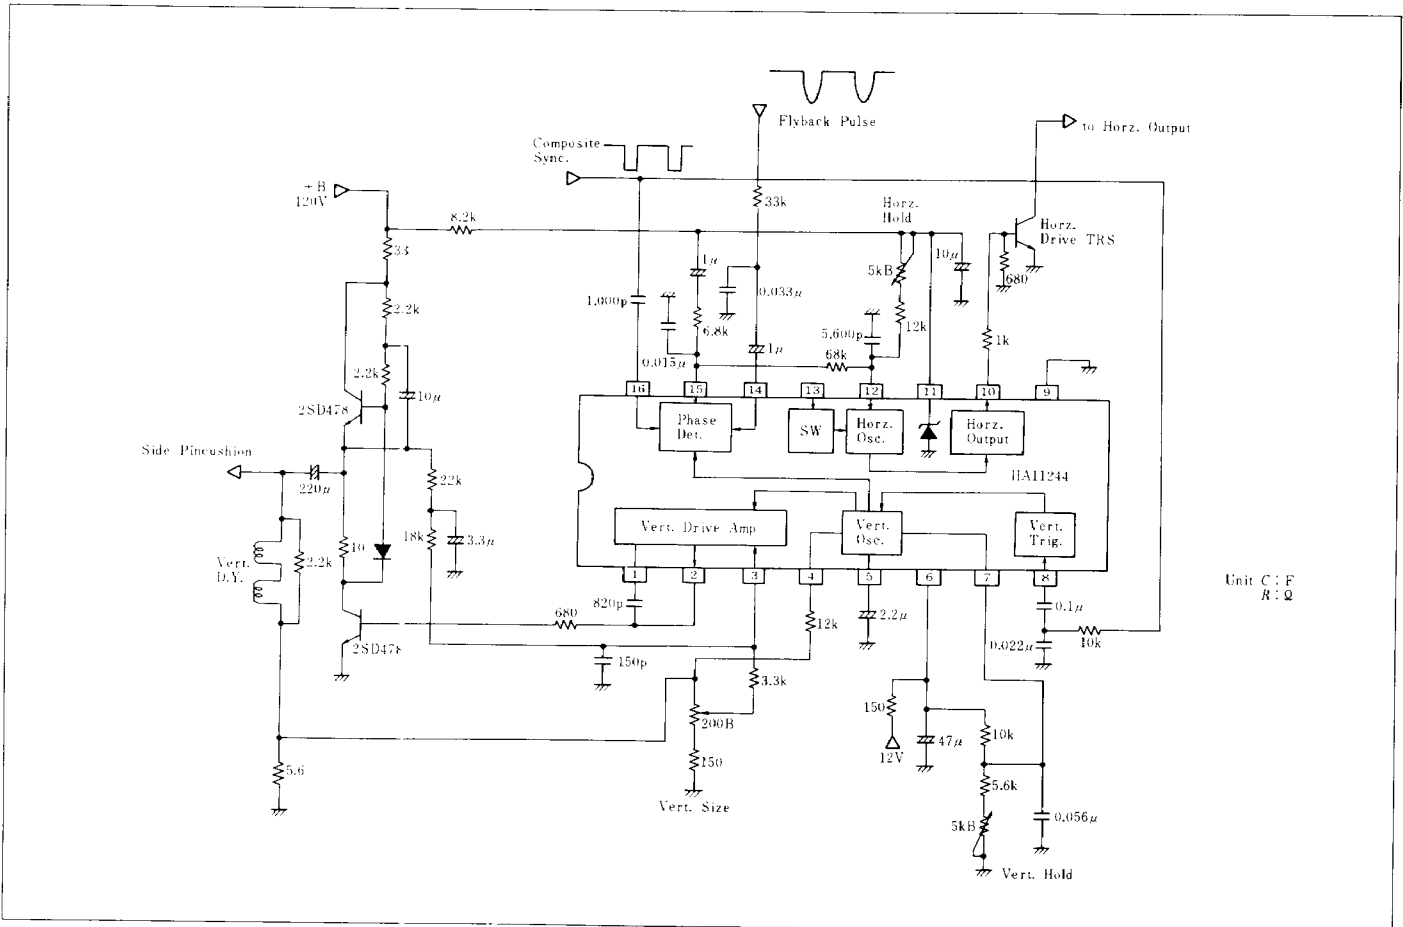 Flyback Pulse
to Horz. Output
Composite
Sync.
+B
120V
33k
Horz.
Hold
8.2k
Horz.
Drive TRS
33
1μ
5kB
10μ
680
0.033μ
1,000p
2.2k
6.8k
12k
5,600p
1k
0.015μ
1μ
68k
2.2k
10μ
16
15
14
13
12
11
10
9
2SD478
Phase
Det.
SW
Horz.
Osc.
Horz.
Output
Side Pincushion
HA11244
220μ
22k
Vert. Drive Amp
Vert.
Osc.
Vert.
Trig.
18k
3.3μ
10
Vert.
D.Y.
2.2k
1
2
3
4
5
6
7
8
Unit C : F
R : Ω
820p
680
12k
2.2μ
0.1μ
2SD478
0.022μ
10k
150p
3.3k
200B
150
12V
47μ
10k
5.6
150
5.6k
Vert. Size
5kB
0.056μ
Vert. Hold